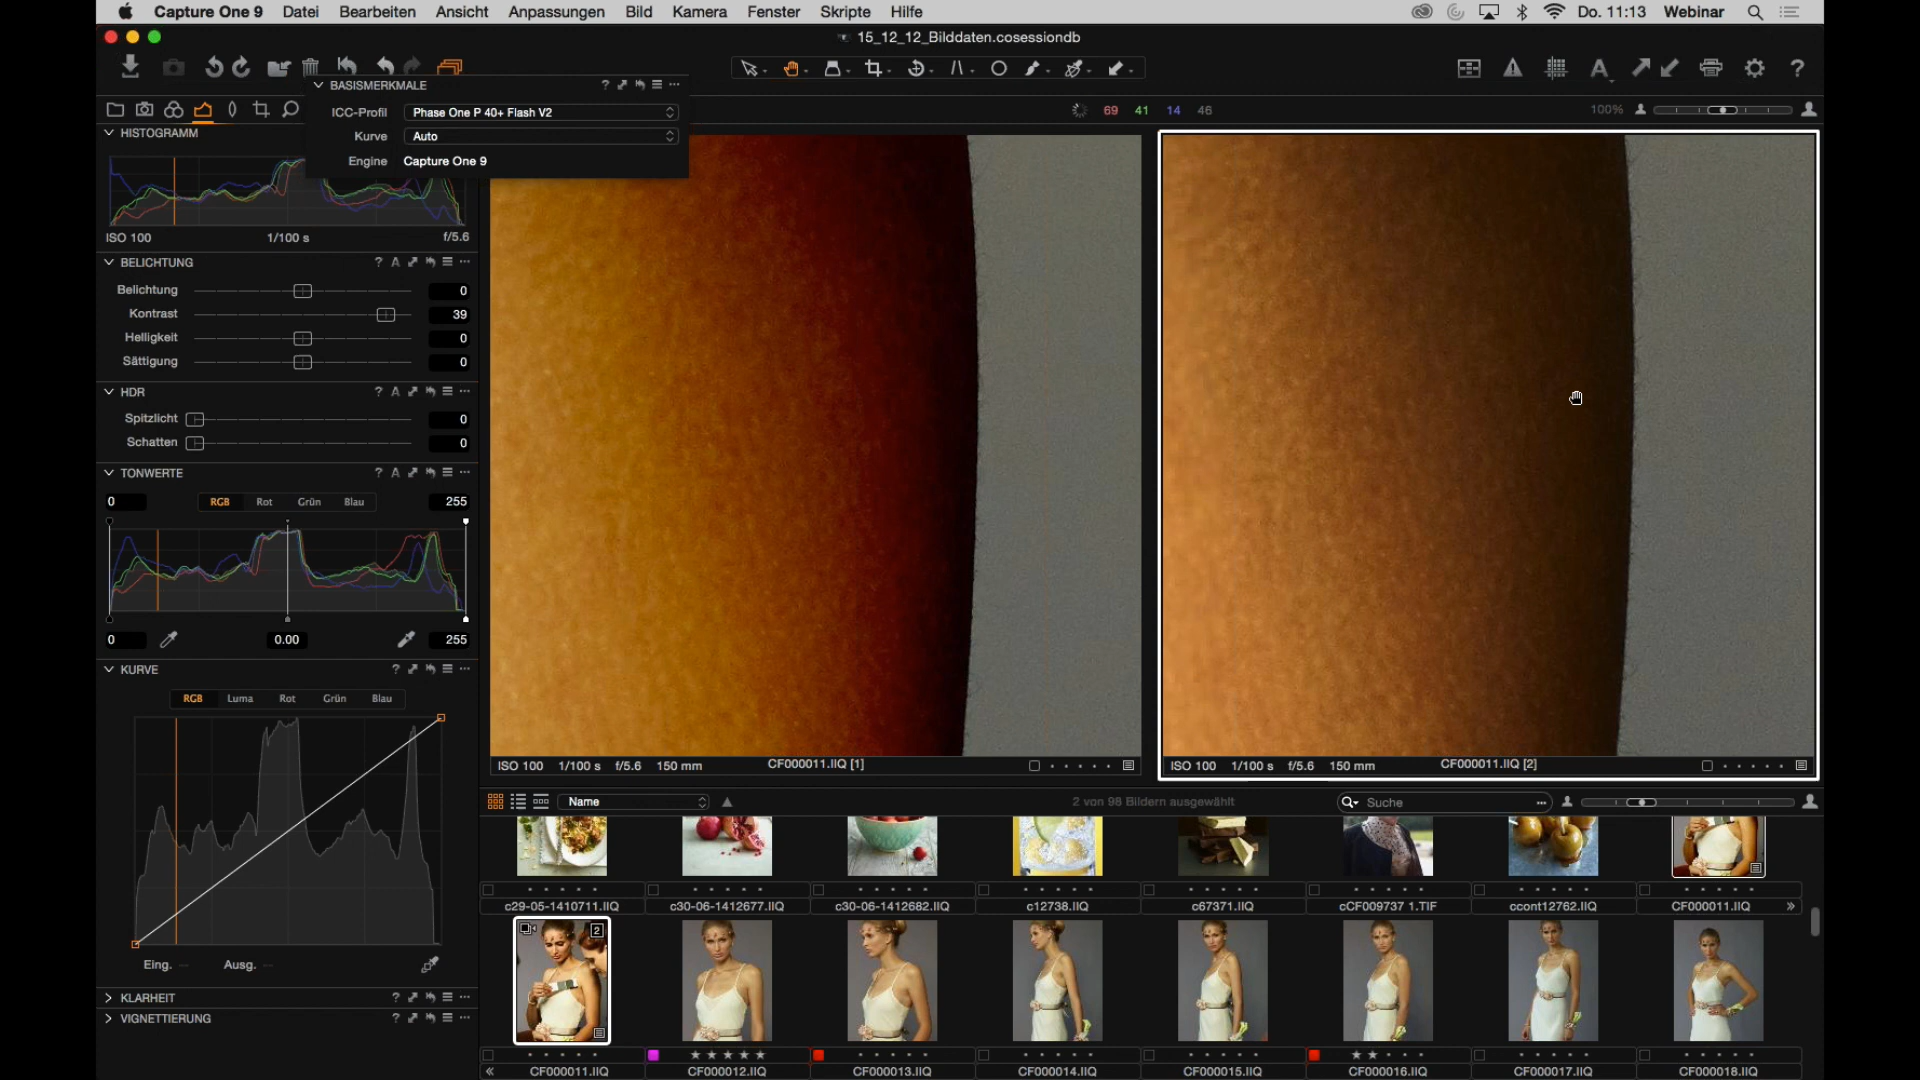 Capture One 9 Datei Bearbeiten Ansicht Anpassungen Bild Kamera Fenster Skripte Hilfe Do. 11:13 Webinar
15_12_12_Bilddaten.cosessiondb
BASISMERKMALE
ICC-Profil Phase One P 40+ Flash V2
Kurve Auto
Engine Capture One 9
69 41 14 46
100%
HISTOGRAMM
ISO 100 1/100 s f/5.6
BELICHTUNG
Belichtung 0
Kontrast 39
Helligkeit 0
Sättigung 0
HDR
Spitzlicht 0
Schatten 0
TONWERTE
0 RGB Rot Grün Blau 255
0 0.00 255
KURVE
RGB Luma Rot Grün Blau
Eing. -- Ausg. --
KLARHEIT
VIGNETTIERUNG
ISO 100 1/100 s f/5.6 150 mm CF000011.IIQ [1]
ISO 100 1/100 s f/5.6 150 mm CF000011.IIQ [2]
Name 2 von 98 Bildern ausgewählt Suche
c29-05-1410711.IIQ c30-06-1412677.IIQ c30-06-1412682.IIQ c12738.IIQ c67371.IIQ cCF009737 1.TIF ccont12762.IIQ CF000011.IIQ
2
CF000011.IIQ CF000012.IIQ CF000013.IIQ CF000014.IIQ CF000015.IIQ CF000016.IIQ CF000017.IIQ CF000018.IIQ